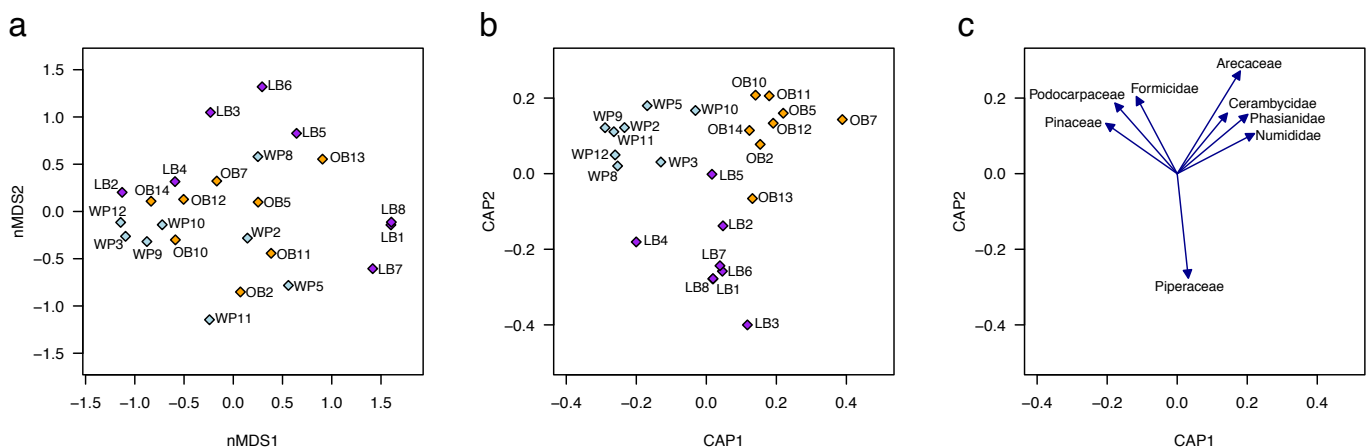 a
1.5
1.0
0.5
0.0
−0.5
−1.0
−1.5
nMDS2
LB6
LB3
LB5
WP8
OB13
LB4
OB7
LB2
OB14
OB12
OB5
WP12
WP10
LB8
LB1
WP3
WP9
OB10
WP2
OB11
LB7
WP5
OB2
WP11
−1.5 −1.0 −0.5 0.0 0.5 1.0 1.5
nMDS1
b
0.2
0.0
−0.2
−0.4
CAP2
OB10
OB11
WP5
WP10
OB5
OB7
WP9
WP2
WP11
OB14
OB12
OB2
WP12
WP3
WP8
LB5
OB13
LB2
LB4
LB7
LB6
LB8
LB1
LB3
−0.4 −0.2 0.0 0.2 0.4
CAP1
c
0.2
0.0
−0.2
−0.4
CAP2
Arecaceae
Podocarpaceae
Formicidae
Cerambycidae
Phasianidae
Pinaceae
Numididae
Piperaceae
−0.4 −0.2 0.0 0.2 0.4
CAP1